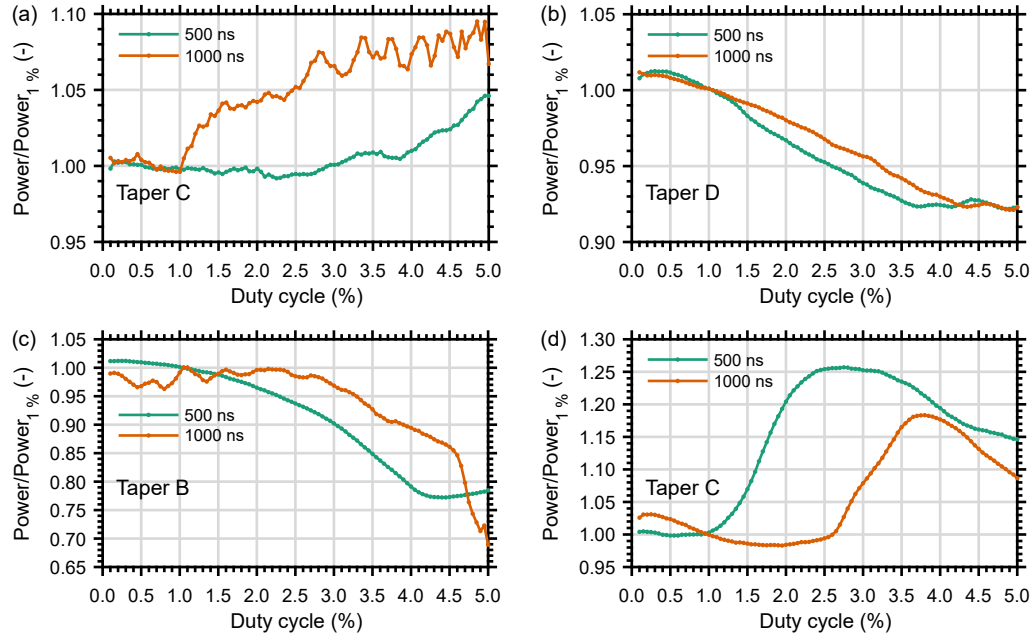 (a)
Power/Power1 % (-)
1.10
1.05
1.00
0.95
500 ns
1000 ns
Taper C
0.0 0.5 1.0 1.5 2.0 2.5 3.0 3.5 4.0 4.5 5.0
Duty cycle (%)
(b)
Power/Power1 % (-)
1.05
1.00
0.95
0.90
500 ns
1000 ns
Taper D
0.0 0.5 1.0 1.5 2.0 2.5 3.0 3.5 4.0 4.5 5.0
Duty cycle (%)
(c)
Power/Power1 % (-)
1.05
1.00
0.95
0.90
0.85
0.80
0.75
0.70
0.65
500 ns
1000 ns
Taper B
0.0 0.5 1.0 1.5 2.0 2.5 3.0 3.5 4.0 4.5 5.0
Duty cycle (%)
(d)
Power/Power1 % (-)
1.30
1.25
1.20
1.15
1.10
1.05
1.00
0.95
500 ns
1000 ns
Taper C
0.0 0.5 1.0 1.5 2.0 2.5 3.0 3.5 4.0 4.5 5.0
Duty cycle (%)